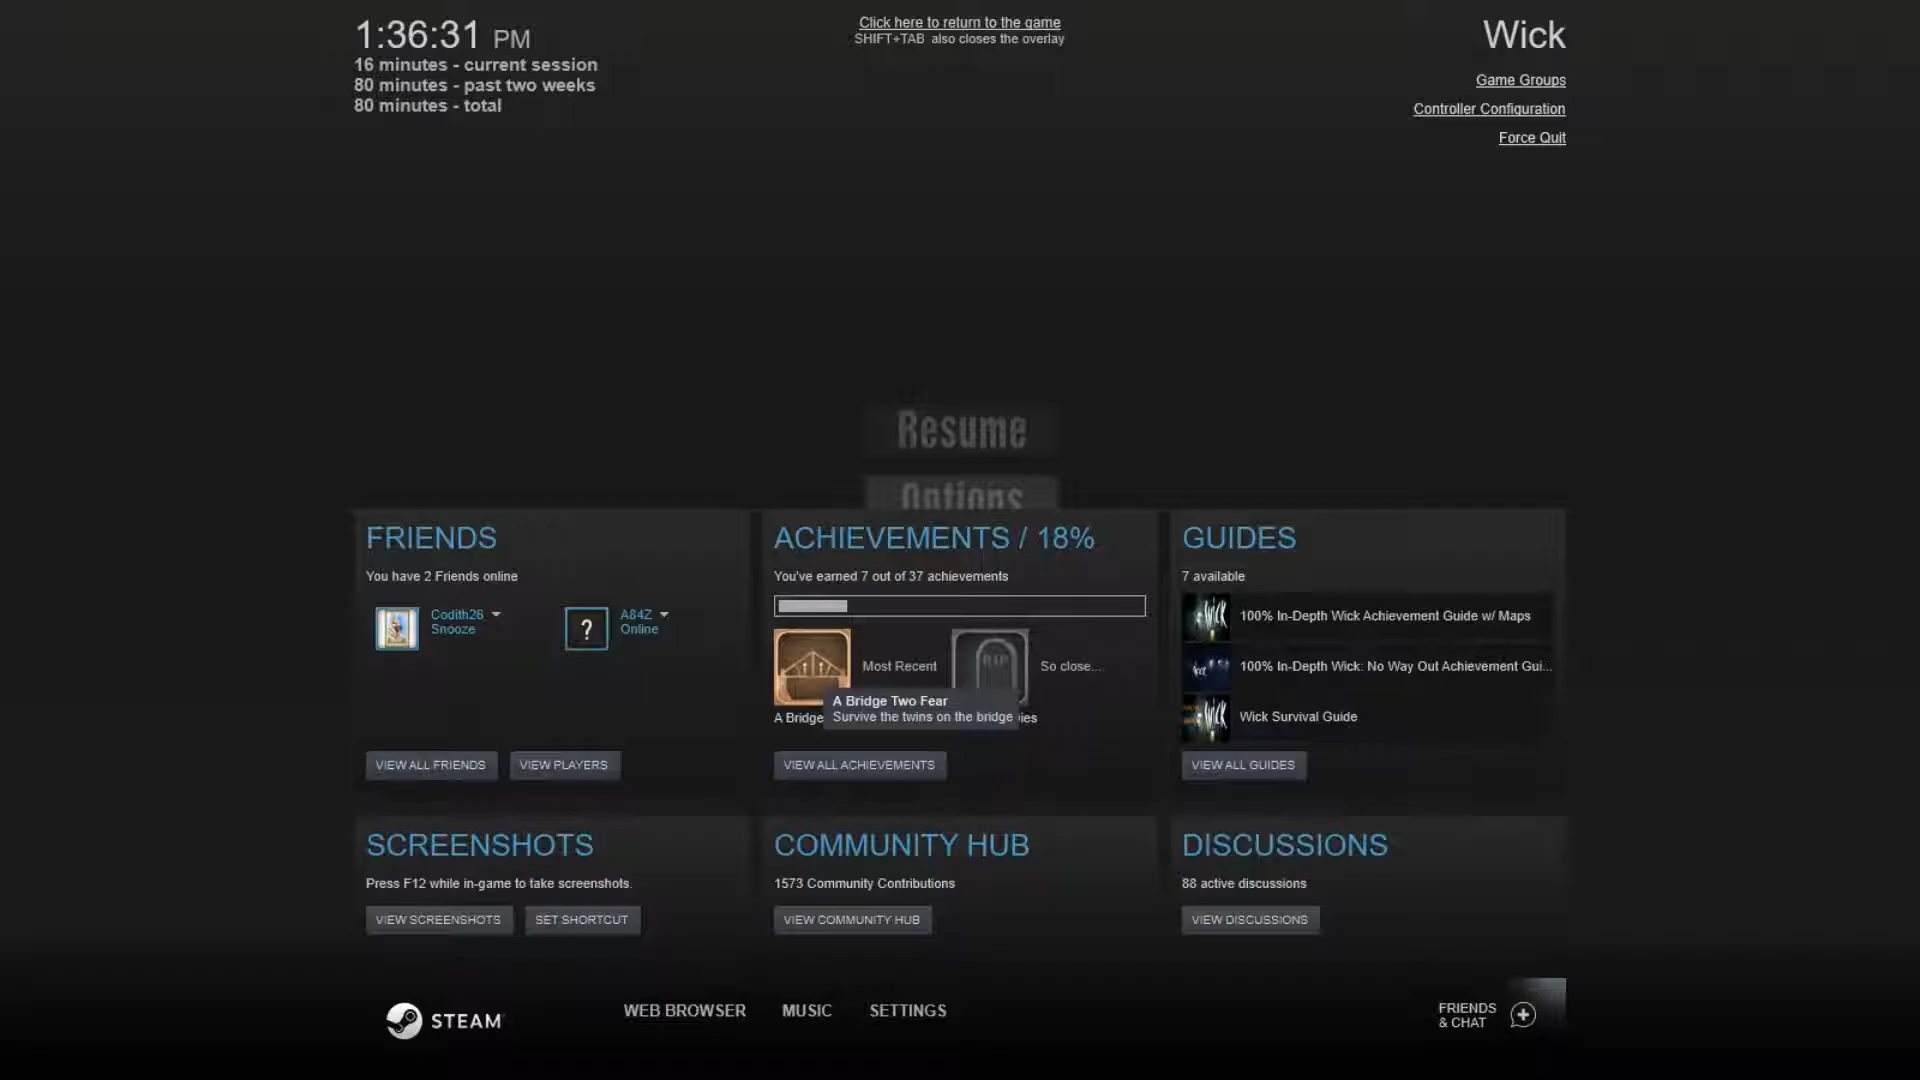 1:36:31 PM
16 minutes - current session
80 minutes - past two weeks
80 minutes - total
Click here to return to the game
SHIFT+TAB also closes the overlay
Wick
Game Groups
Controller Configuration
Force Quit
Resume
Options
FRIENDS
You have 2 Friends online
Codith26
Snooze
?
A84Z
Online
VIEW ALL FRIENDS
VIEW PLAYERS
ACHIEVEMENTS / 18%
You've earned 7 out of 37 achievements
Most Recent
RIP
So close...
A Bridge Two Fear
A Bridge
Survive the twins on the bridge
VIEW ALL ACHIEVEMENTS
GUIDES
7 available
100% In-Depth Wick Achievement Guide w/ Maps
100% In-Depth Wick: No Way Out Achievement Gui...
Wick Survival Guide
VIEW ALL GUIDES
SCREENSHOTS
Press F12 while in-game to take screenshots.
VIEW SCREENSHOTS
SET SHORTCUT
COMMUNITY HUB
1573 Community Contributions
VIEW COMMUNITY HUB
DISCUSSIONS
88 active discussions
VIEW DISCUSSIONS
STEAM
WEB BROWSER
MUSIC
SETTINGS
FRIENDS
& CHAT